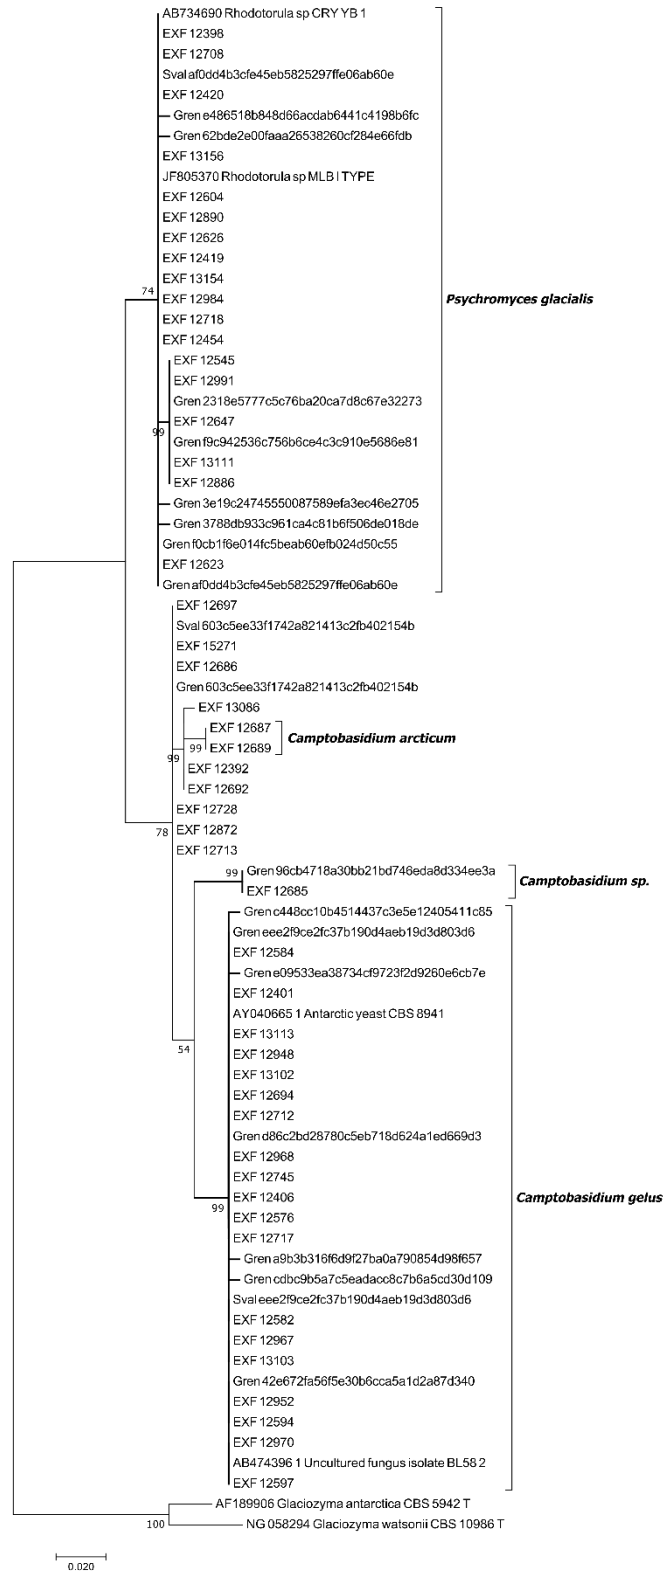 AB734690 Rhodotorula sp CRY YB 1
EXF 12398
EXF 12708
Sval af0dd4b3cfe45eb5825297ffe06ab60e
EXF 12420
Gren e486518b848d66acdab6441c4198b6fc
Gren 62bde2e00faaa26538260cf284e66fdb
EXF 13156
JF805370 Rhodotorula sp MLB I TYPE
EXF 12604
EXF 12890
EXF 12626
EXF 12419
EXF 13154
74
EXF 12984
Psychromyces glacialis
EXF 12718
EXF 12454
EXF 12545
EXF 12991
Gren 2318e5777c5c76ba20ca7d8c67e32273
EXF 12647
99
Gren f9c942536c756b6ce4c3c910e5686e81
EXF 13111
EXF 12886
Gren 3e19c24745550087589efa3ec46e2705
Gren 3788db933c961ca4c81b6f506de018de
Gren f0cb1f6e014fc5beab60efb024d50c55
EXF 12623
Gren af0dd4b3cfe45eb5825297ffe06ab60e
EXF 12697
Sval 603c5ee33f1742a821413c2fb402154b
EXF 15271
EXF 12686
Gren 603c5ee33f1742a821413c2fb402154b
EXF 13086
EXF 12687
Camptobasidium arcticum
99
EXF 12689
99
EXF 12392
EXF 12692
EXF 12728
78
EXF 12872
EXF 12713
99
Gren 96cb4718a30bb21bd746eda8d334ee3a
Camptobasidium sp.
EXF 12685
Gren c448cc10b4514437c3e5e12405411c85
Gren eee2f9ce2fc37b190d4aeb19d3d803d6
EXF 12584
Gren e09533ea38734cf9723f2d9260e6cb7e
EXF 12401
AY040665 1 Antarctic yeast CBS 8941
EXF 13113
54
EXF 12948
EXF 13102
EXF 12694
EXF 12712
Gren d86c2bd28780c5eb718d624a1ed669d3
EXF 12968
EXF 12745
99
EXF 12406
Camptobasidium gelus
EXF 12576
EXF 12717
Gren a9b3b316f6d9f27ba0a790854d98f657
Gren cdbc9b5a7c5eadacc8c7b6a5cd30d109
Sval eee2f9ce2fc37b190d4aeb19d3d803d6
EXF 12582
EXF 12967
EXF 13103
Gren 42e672fa56f5e30b6cca5a1d2a87d340
EXF 12952
EXF 12594
EXF 12970
AB474396 1 Uncultured fungus isolate BL58 2
EXF 12597
AF189906 Glaciozyma antarctica CBS 5942 T
100
NG 058294 Glaciozyma watsonii CBS 10986 T
0.020